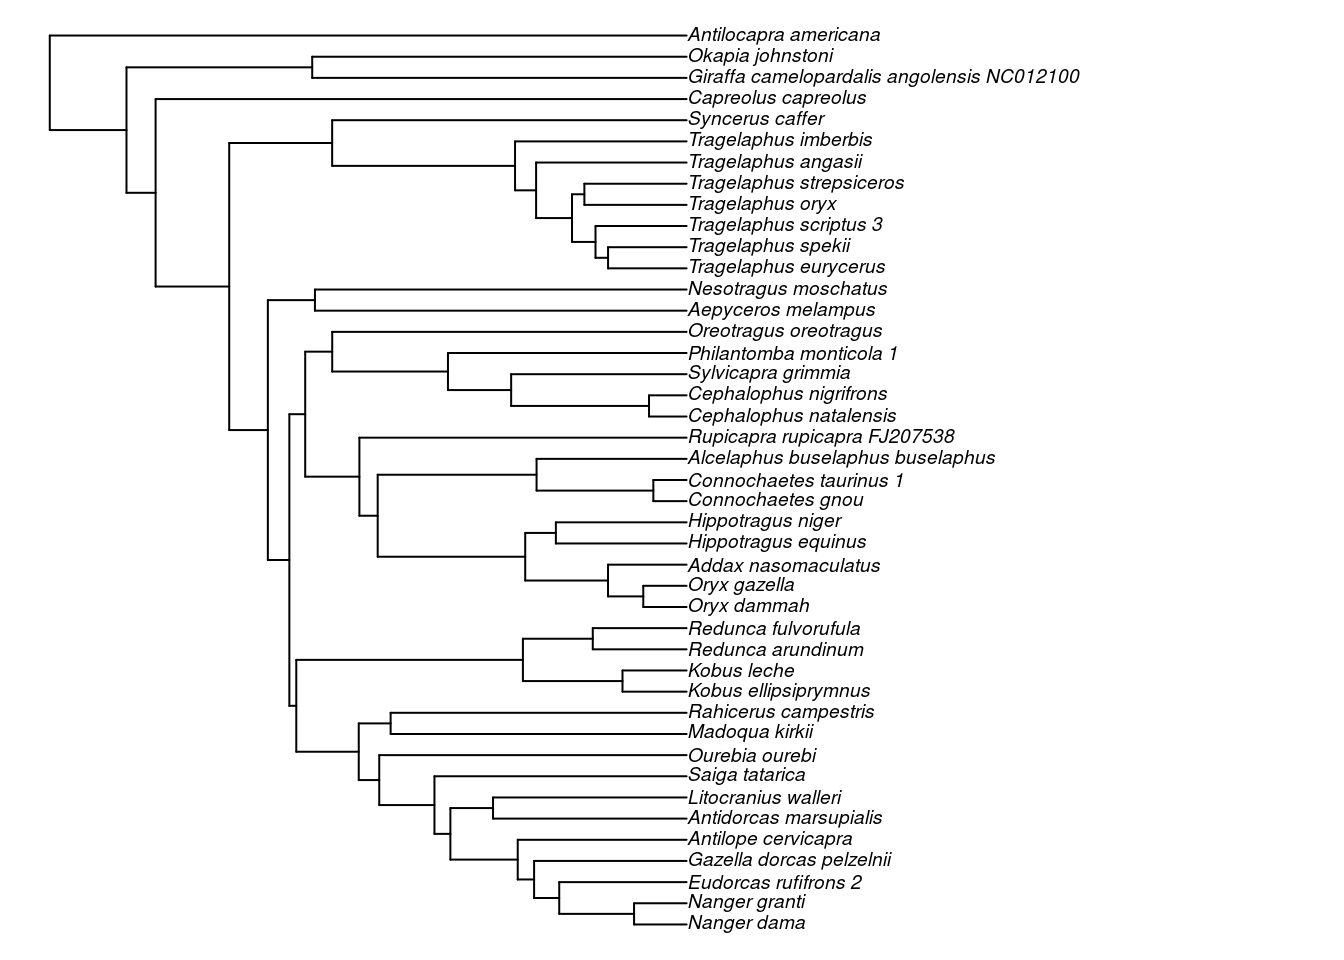 Antilocapra americana
Okapia johnstoni
Giraffa camelopardalis angolensis NC012100
Capreolus capreolus
Syncerus caffer
Tragelaphus imberbis
Tragelaphus angasii
Tragelaphus strepsiceros
Tragelaphus oryx
Tragelaphus scriptus 3
Tragelaphus spekii
Tragelaphus eurycerus
Nesotragus moschatus
Aepyceros melampus
Oreotragus oreotragus
Philantomba monticola 1
Sylvicapra grimmia
Cephalophus nigrifrons
Cephalophus natalensis
Rupicapra rupicapra FJ207538
Alcelaphus buselaphus buselaphus
Connochaetes taurinus 1
Connochaetes gnou
Hippotragus niger
Hippotragus equinus
Addax nasomaculatus
Oryx gazella
Oryx dammah
Redunca fulvorufula
Redunca arundinum
Kobus leche
Kobus ellipsiprymnus
Rahicerus campestris
Madoqua kirkii
Ourebia ourebi
Saiga tatarica
Litocranius walleri
Antidorcas marsupialis
Antilope cervicapra
Gazella dorcas pelzelnii
Eudorcas rufifrons 2
Nanger granti
Nanger dama